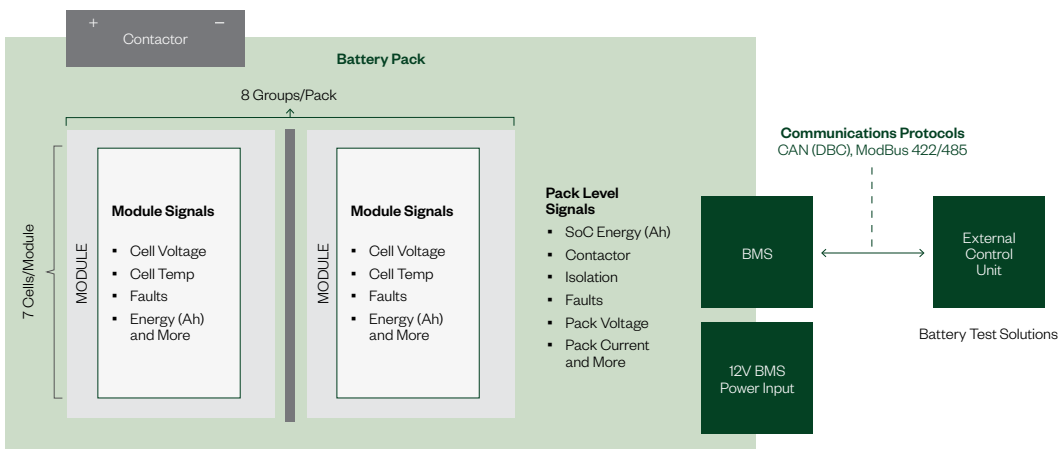 + −
Contactor
Battery Pack
8 Groups/Pack
7 Cells/Module
MODULE
Module Signals
▪ Cell Voltage
▪ Cell Temp
▪ Faults
▪ Energy (Ah)
and More
MODULE
Module Signals
▪ Cell Voltage
▪ Cell Temp
▪ Faults
▪ Energy (Ah)
and More
Pack Level
Signals
▪ SoC Energy (Ah)
▪ Contactor
▪ Isolation
▪ Faults
▪ Pack Voltage
▪ Pack Current
and More
BMS
12V BMS
Power Input
Communications Protocols
CAN (DBC), ModBus 422/485
External
Control
Unit
Battery Test Solutions